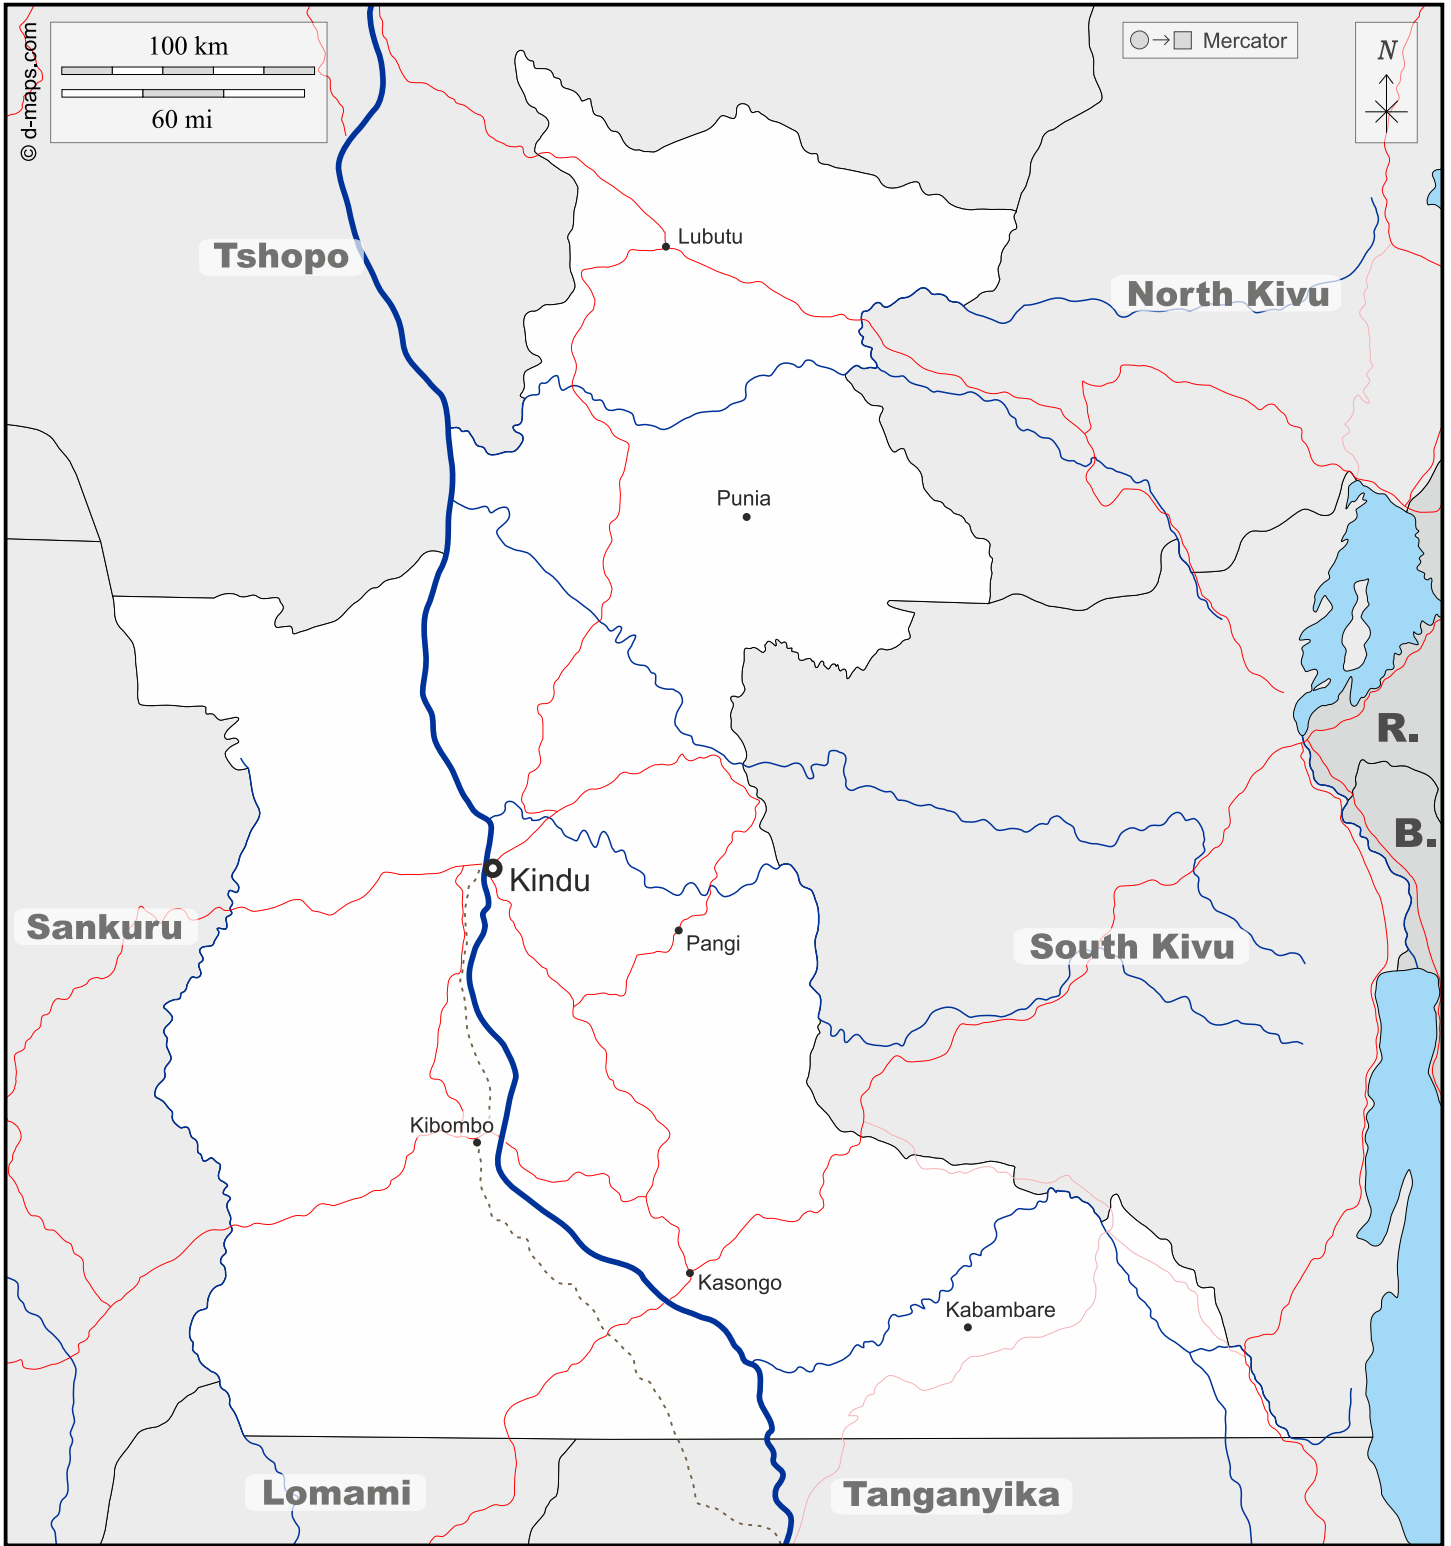 © d-maps.com
100 km
60 mi
Mercator
N
Tshopo
Lubutu
North Kivu
Punia
R.
B.
Kindu
Sankuru
Pangi
South Kivu
Kibombo
Kasongo
Kabambare
Lomami
Tanganyika